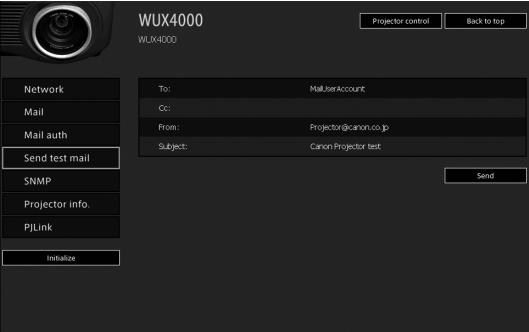 WUX4000
Projector control
Back to top
WUX4000
Network
Mail
Mail auth
Send test mail
SNMP
Projector info.
PJLink
Initialize
To: MailUserAccount
Cc:
From: Projector@canon.co.jp
Subject: Canon Projector test
Send